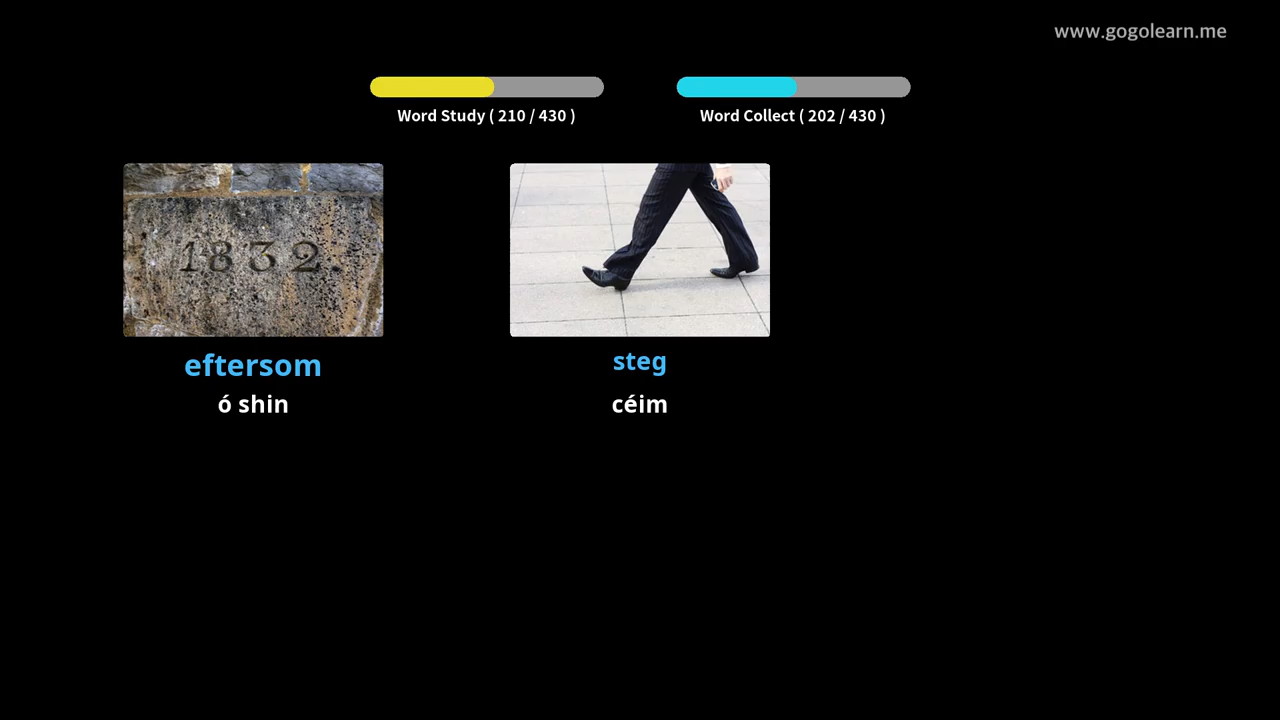 www.gogolearn.me
Word Study ( 210 / 430 )
Word Collect ( 202 / 430 )
1832
eftersom
ó shin
steg
céim